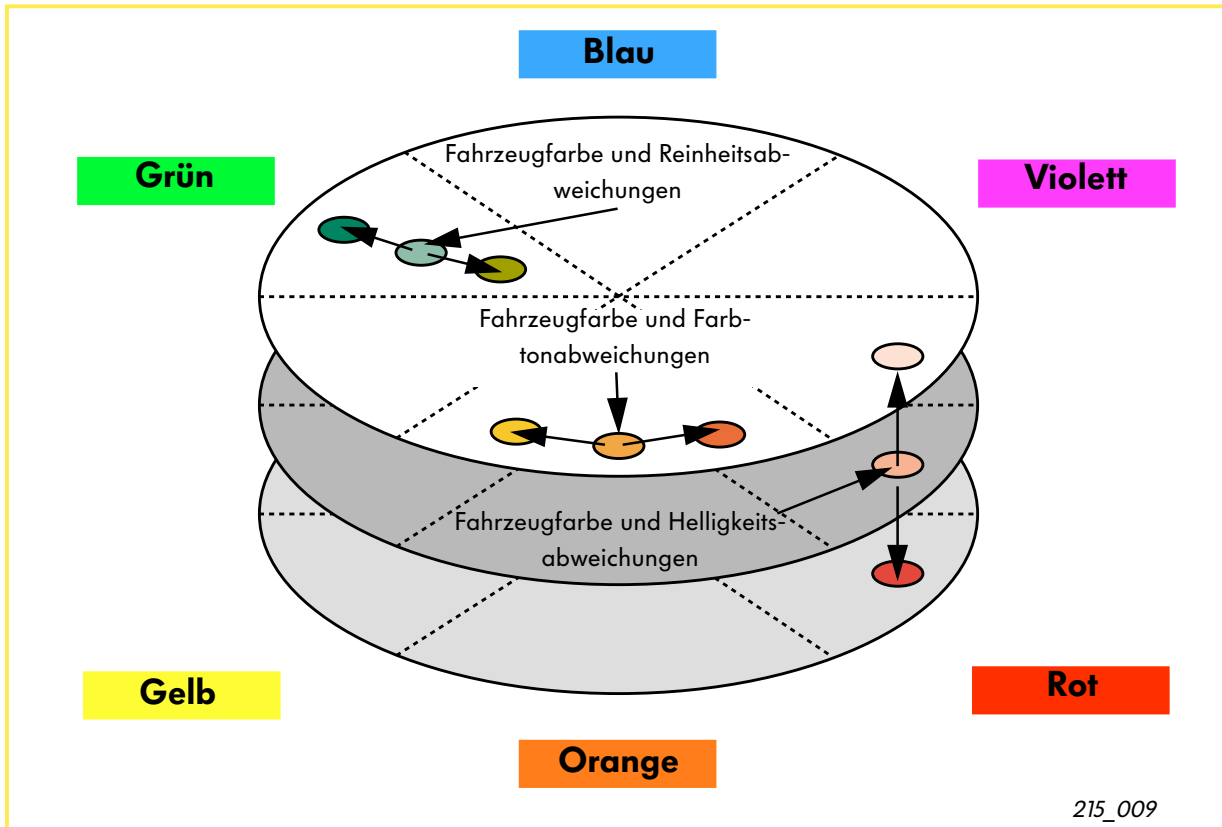 Blau
Grün
Violett
Fahrzeugfarbe und Reinheitsab-
weichungen
Fahrzeugfarbe und Farb-
tonabweichungen
Fahrzeugfarbe und Helligkeits-
abweichungen
Gelb
Rot
Orange
215_009